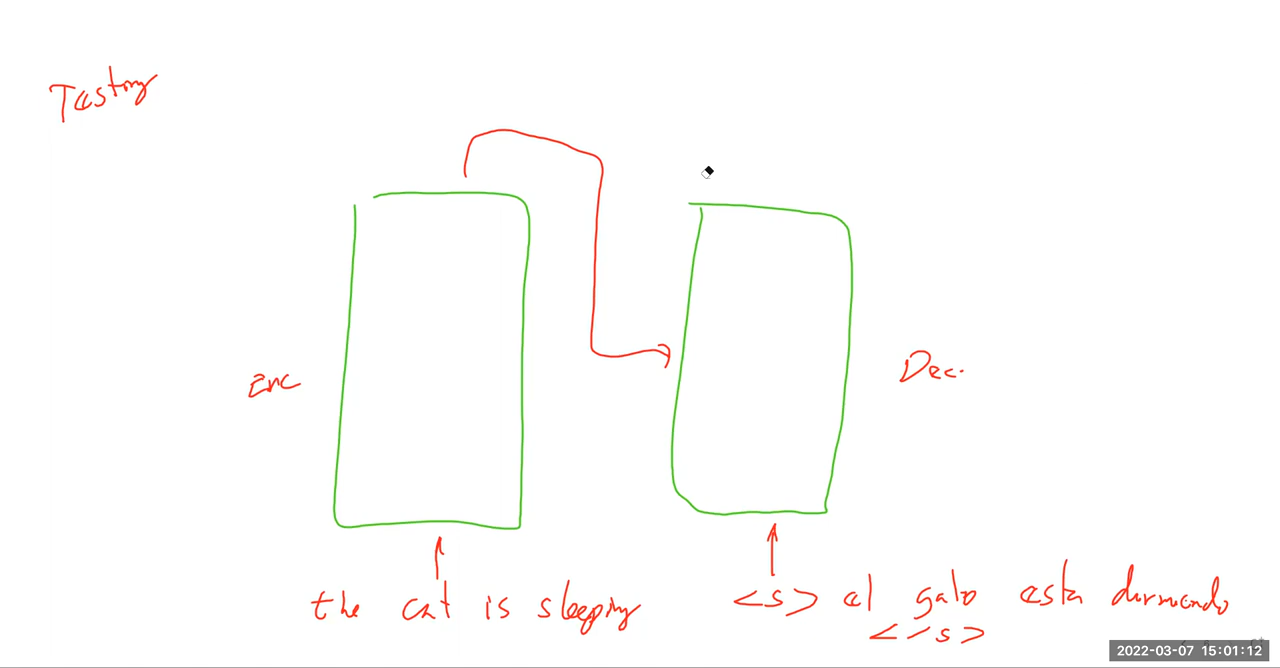 Testing
Enc
Dec.
the cat is sleeping
<s> el gato esta durmiendo
</s>
2022-03-07 15:01:12